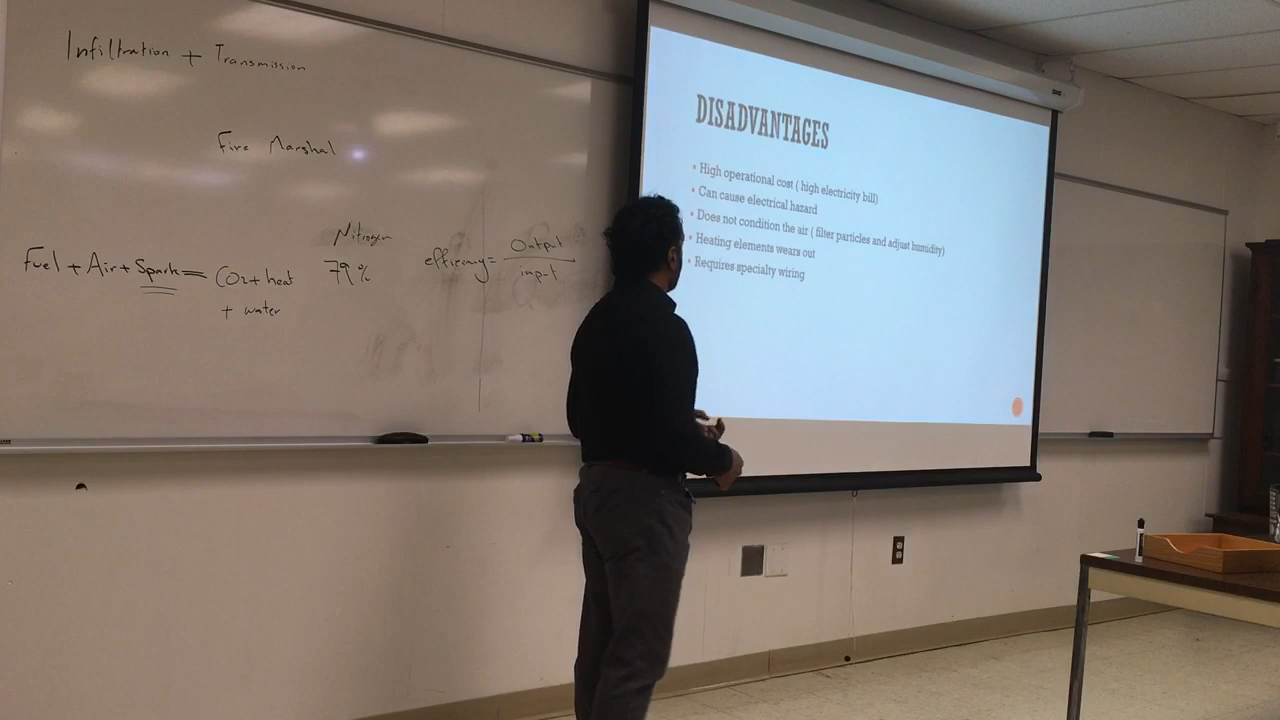 Infiltration + Transmission
Fire Marshal
Nitrogen
79%
Fuel + Air + Spark = CO2 + heat
+ water
efficiency = Output
input
DISADVANTAGES
• High operational cost ( high electricity bill)
• Can cause electrical hazard
• Does not condition the air ( filter particles and adjust humidity)
• Heating elements wears out
• Requires specialty wiring